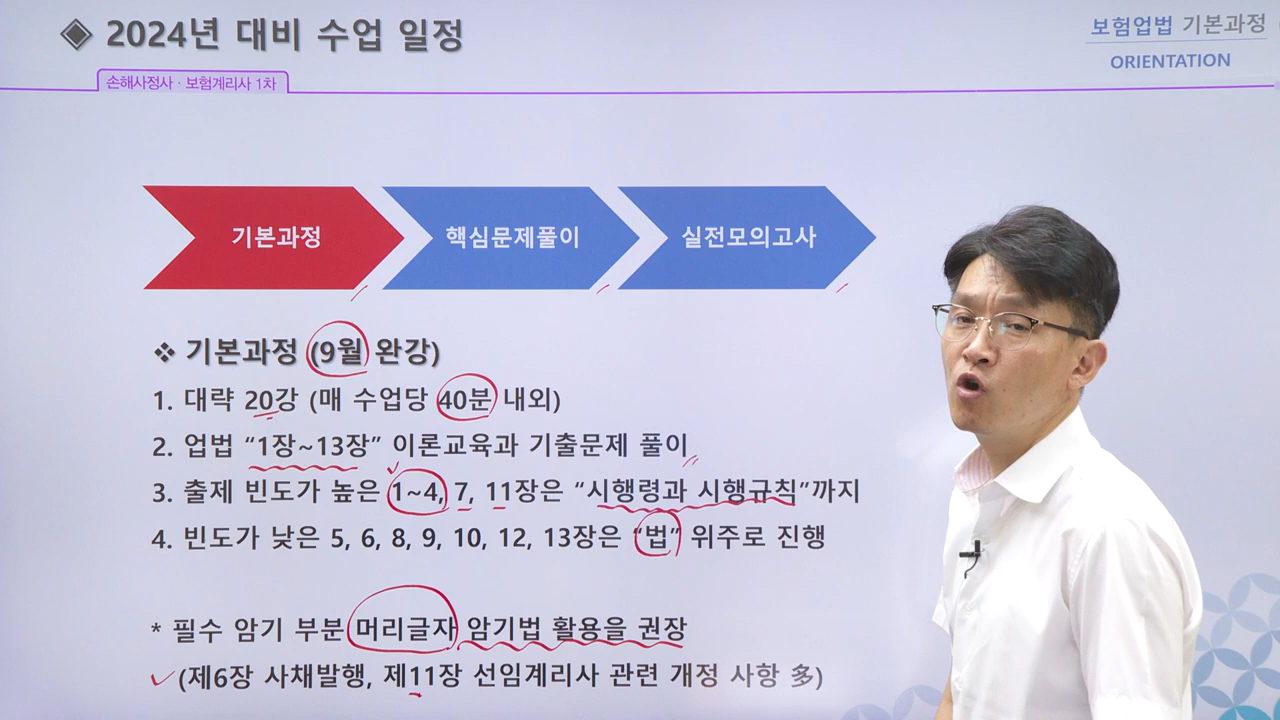 ◈ 2024년 대비 수업 일정
보험업법 기본과정
ORIENTATION
손해사정사 · 보험계리사 1차
기본과정
핵심문제풀이
실전모의고사
❖ 기본과정 (9월 완강)
1. 대략 20강 (매 수업당 40분 내외)
2. 업법 “1장~13장” 이론교육과 기출문제 풀이
3. 출제 빈도가 높은 1~4, 7, 11장은 “시행령과 시행규칙”까지
4. 빈도가 낮은 5, 6, 8, 9, 10, 12, 13장은 “법” 위주로 진행
* 필수 암기 부분 머리글자 암기법 활용을 권장
(제6장 사채발행, 제11장 선임계리사 관련 개정 사항 多)